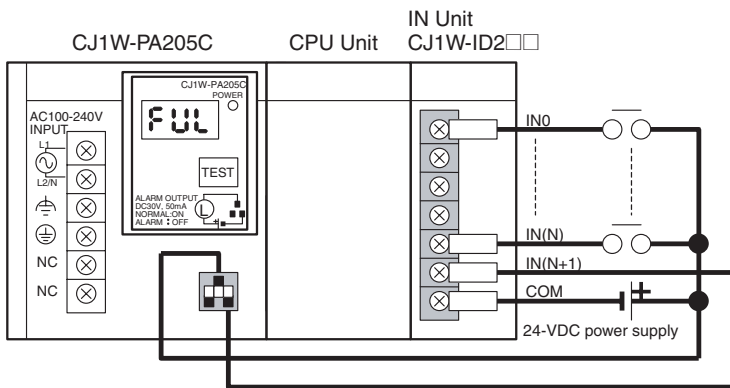 IN Unit
CJ1W-PA205C
CPU Unit
CJ1W-ID2□□
CJ1W-PA205C
POWER
FUL
AC100-240V
INPUT
L1
L2/N
TEST
ALARM OUTPUT
DC30V, 50mA
NORMAL:ON
ALARM : OFF
L
NC
NC
IN0
IN(N)
IN(N+1)
COM
24-VDC power supply